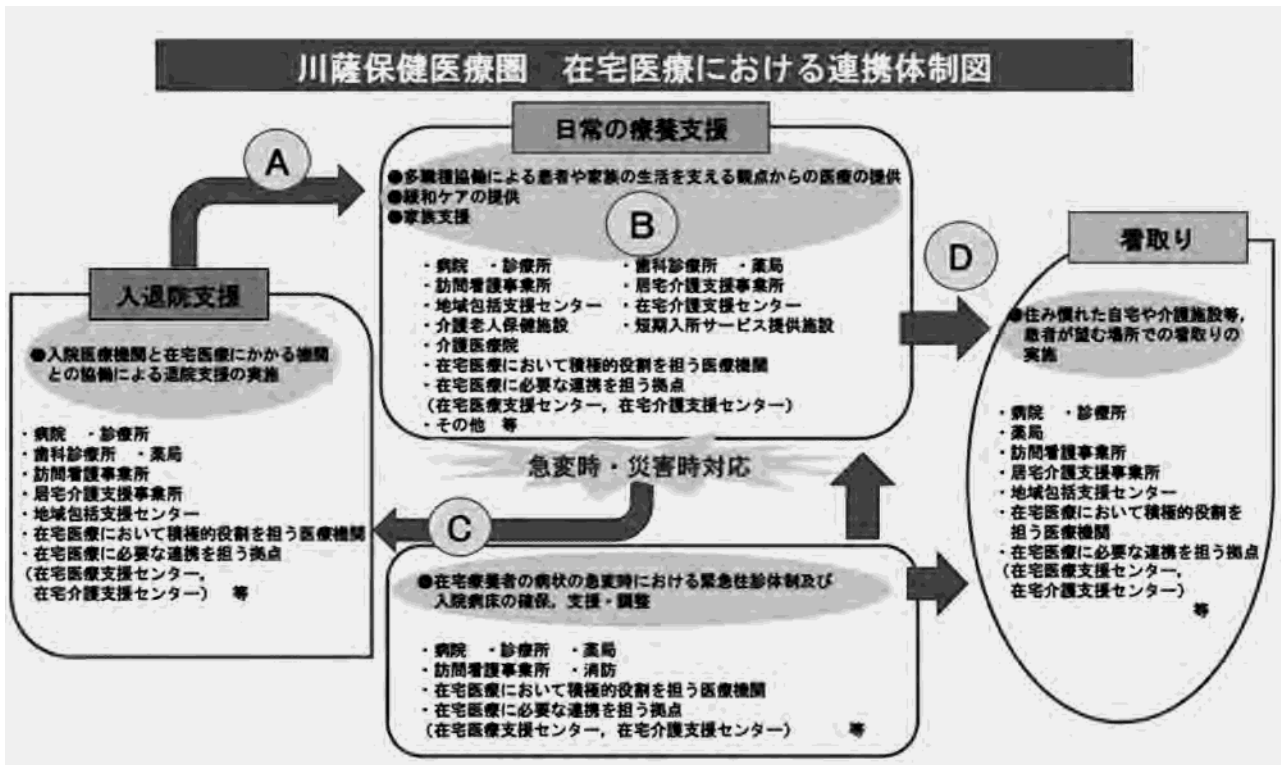 川薩保健医療圏 在宅医療における連携体制図
A
日常の療養支援
●多職種協働による患者や家族の生活を支える観点からの医療の提供
●緩和ケアの提供
●家族支援
B
・病院 ・診療所 ・歯科診療所 ・薬局
・訪問看護事業所 ・居宅介護支援事業所
・地域包括支援センター ・在宅介護支援センター
・介護老人保健施設 ・短期入所サービス提供施設
・介護医療院
・在宅医療において積極的役割を担う医療機関
・在宅医療に必要な連携を担う拠点
(在宅医療支援センター,在宅介護支援センター)
・その他 等
入退院支援
●入院医療機関と在宅医療にかかる機関
との協働による退院支援の実施
・病院 ・診療所
・歯科診療所 ・薬局
・訪問看護事業所
・居宅介護支援事業所
・地域包括支援センター
・在宅医療において積極的役割を担う医療機関
・在宅医療に必要な連携を担う拠点
(在宅医療支援センター,
在宅介護支援センター) 等
急変時・災害時対応
C
●在宅療養者の病状の急変時における緊急往診体制及び
入院病床の確保,支援・調整
・病院 ・診療所 ・薬局
・訪問看護事業所 ・消防
・在宅医療において積極的役割を担う医療機関
・在宅医療に必要な連携を担う拠点
(在宅医療支援センター,在宅介護支援センター) 等
D
看取り
●住み慣れた自宅や介護施設等,
患者が望む場所での看取りの
実施
・病院 ・診療所
・薬局
・訪問看護事業所
・居宅介護支援事業所
・地域包括支援センター
・在宅医療において積極的役割を
担う医療機関
・在宅医療に必要な連携を担う拠点
(在宅医療支援センター,
在宅介護支援センター)
等